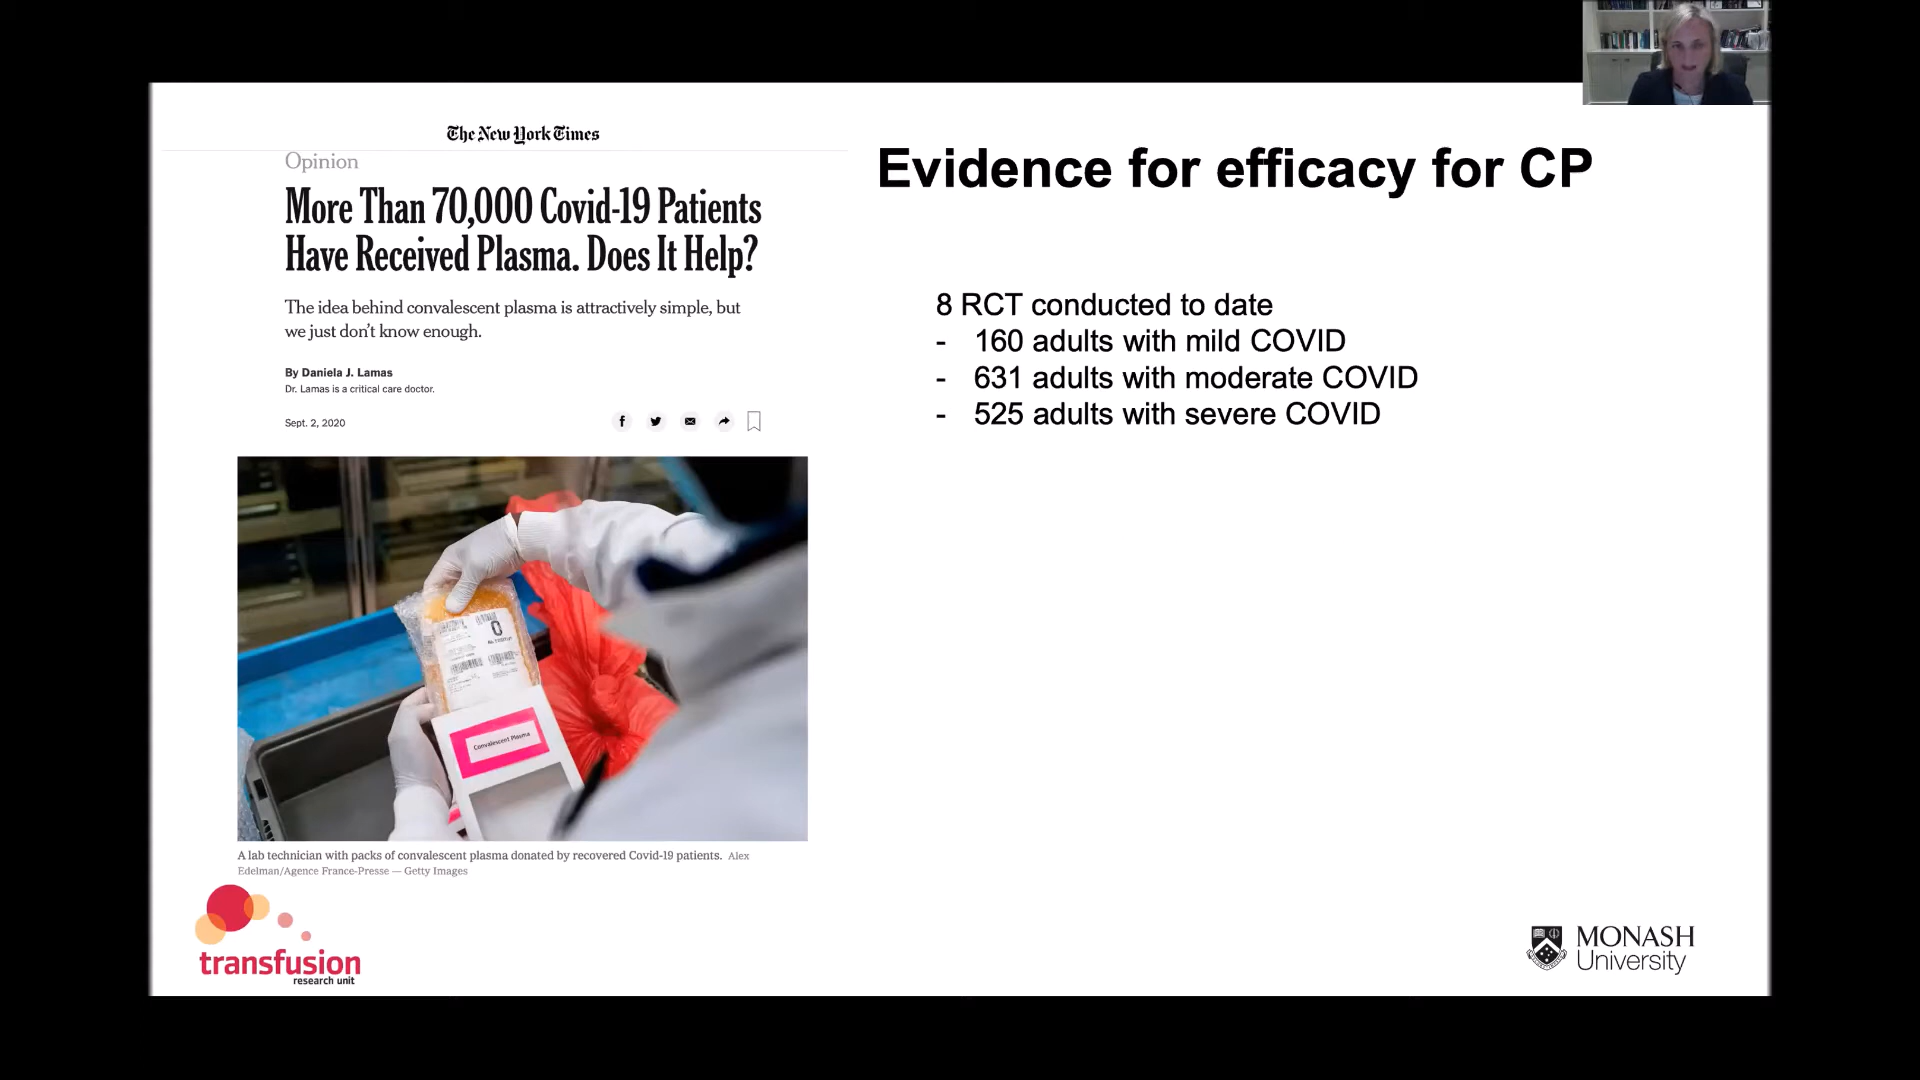 The New York Times
Opinion
More Than 70,000 Covid-19 Patients
Have Received Plasma. Does It Help?
The idea behind convalescent plasma is attractively simple, but
we just don't know enough.
By Daniela J. Lamas
Dr. Lamas is a critical care doctor.
Sept. 2, 2020
0
Convalescent Plasma
A lab technician with packs of convalescent plasma donated by recovered Covid-19 patients. Alex
Edelman/Agence France-Presse — Getty Images
transfusion
research unit
Evidence for efficacy for CP
8 RCT conducted to date
- 160 adults with mild COVID
- 631 adults with moderate COVID
- 525 adults with severe COVID
MONASH
University